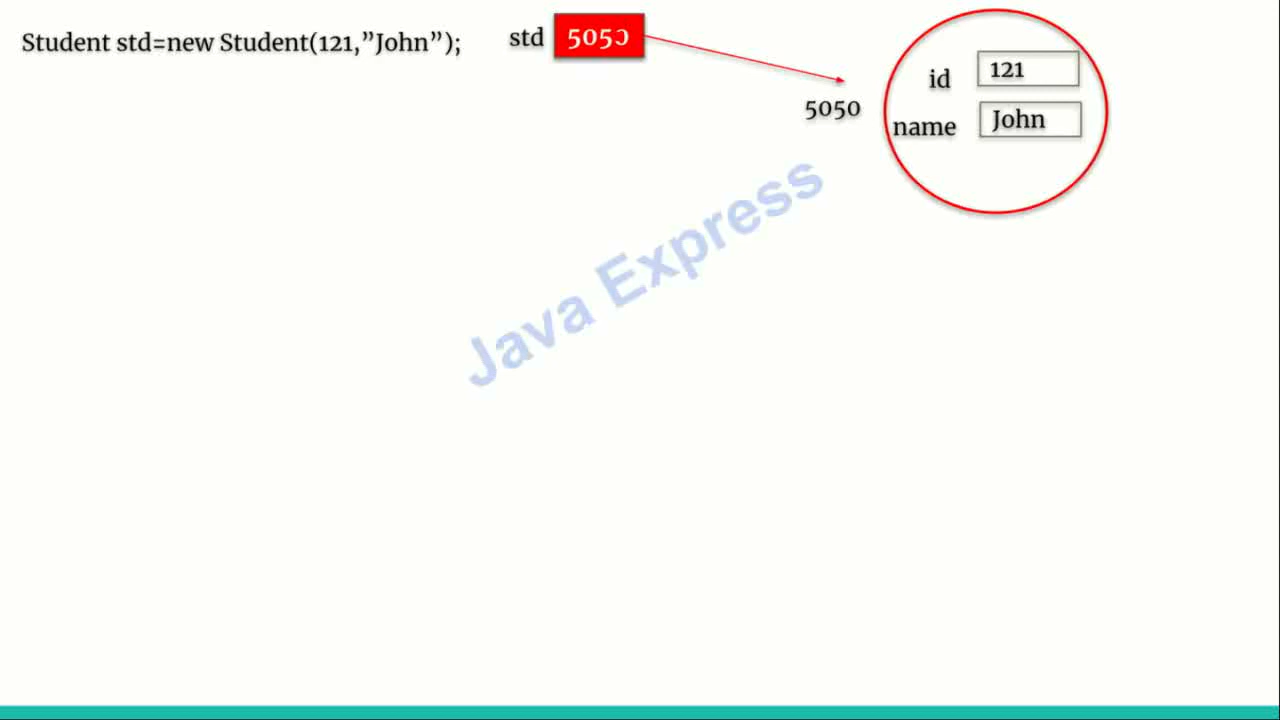 Student std=new Student(121,”John”);
std 5050
id 121
5050
name John
Java Express